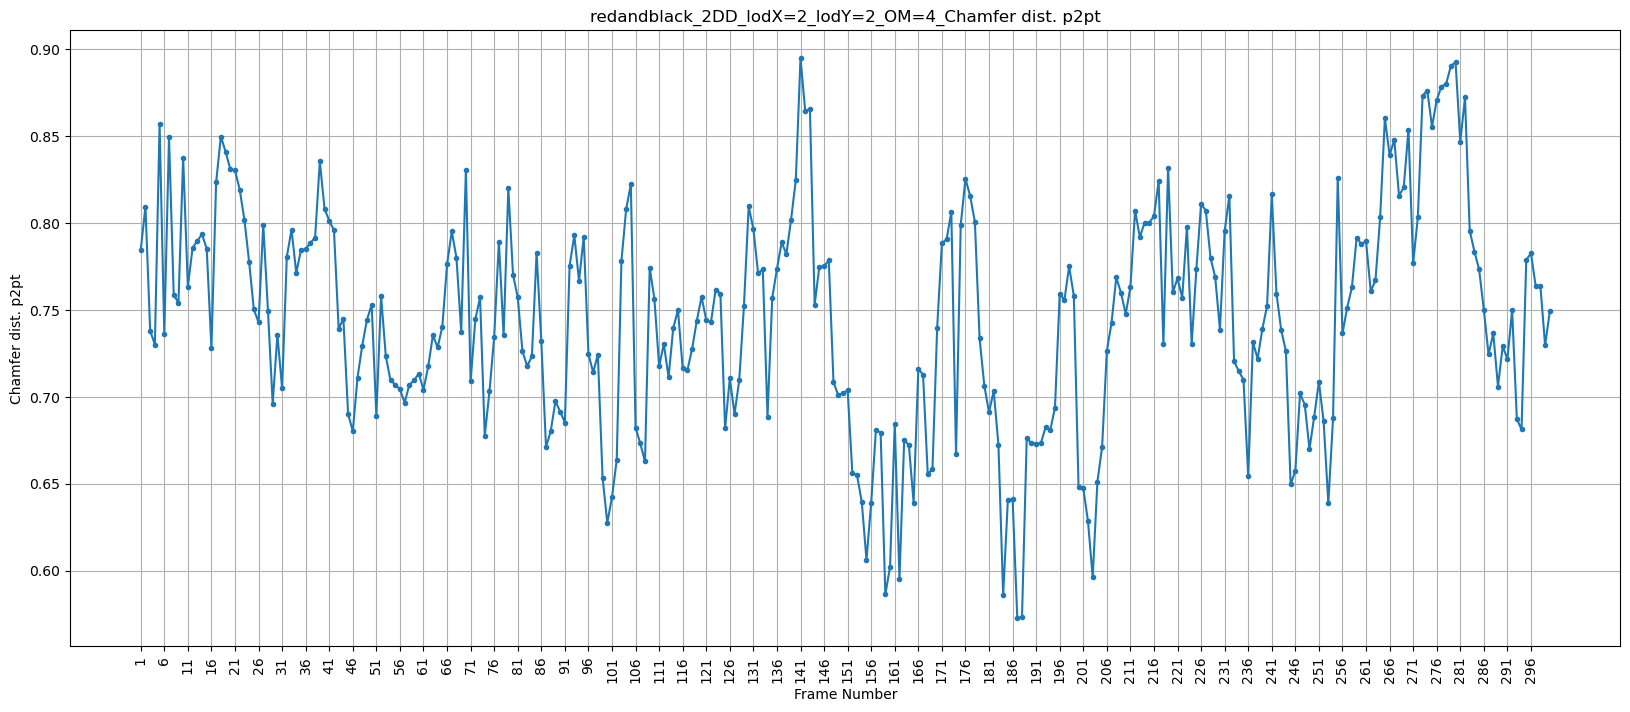 redandblack_2DD_lodX=2_lodY=2_OM=4_Chamfer dist. p2pt
Chamfer dist. p2pt
0.90
0.85
0.80
0.75
0.70
0.65
0.60
1 6 11 16 21 26 31 36 41 46 51 56 61 66 71 76 81 86 91 96 101 106 111 116 121 126 131 136 141 146 151 156 161 166 171 176 181 186 191 196 201 206 211 216 221 226 231 236 241 246 251 256 261 266 271 276 281 286 291 296
Frame Number